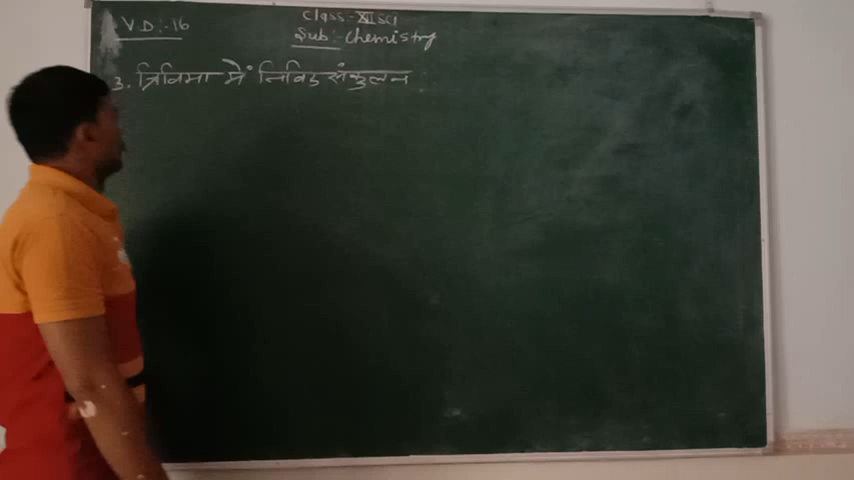 V.D:-16
Class:-XII sci
Sub:- Chemistry
3. त्रिविमा में निविड संकुलन :